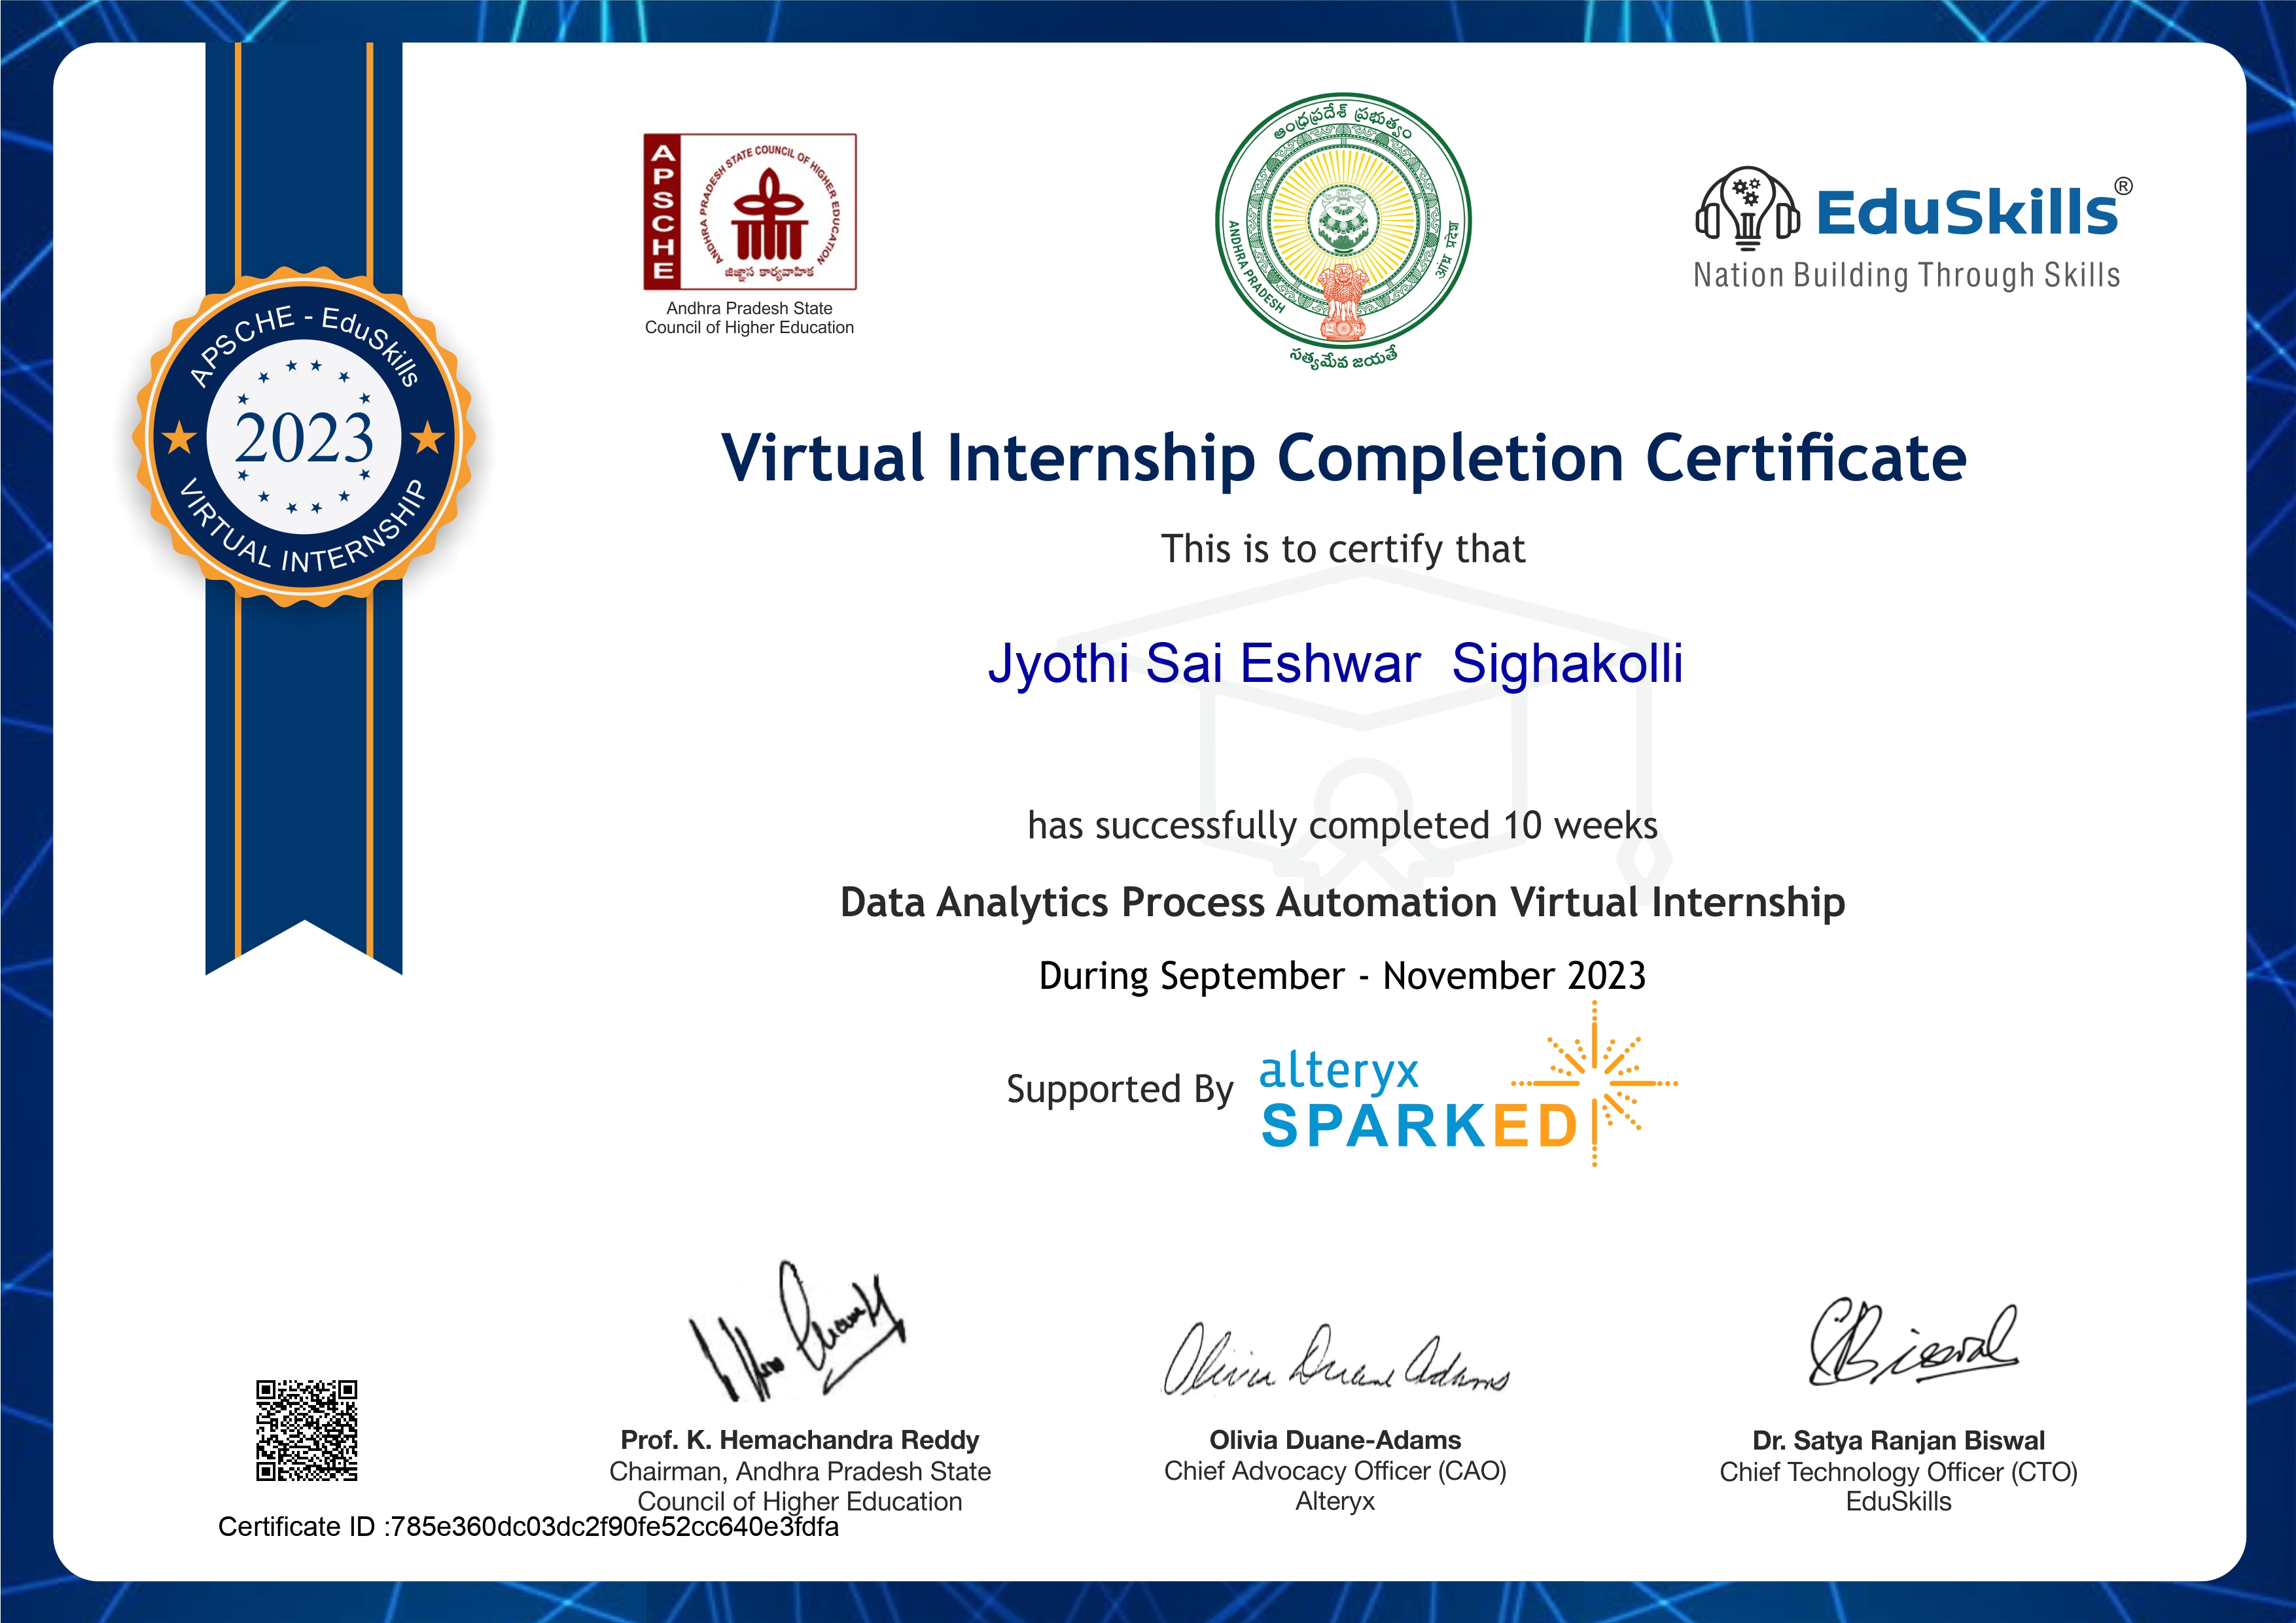 APSCHE
ANDHRA PRADESH STATE COUNCIL OF HIGHER EDUCATION
జిజ్ఞాస కార్యవాహిక
Andhra Pradesh State
Council of Higher Education
ఆంధ్రప్రదేశ్ ప్రభుత్వం
ANDHRA PRADESH
आंध्र प्रदेश
సత్యమేవ జయతే
EduSkills®
Nation Building Through Skills
APSCHE - EduSkills
2023
VIRTUAL INTERNSHIP
Virtual Internship Completion Certificate
This is to certify that
Jyothi Sai Eshwar Sighakolli
has successfully completed 10 weeks
Data Analytics Process Automation Virtual Internship
During September - November 2023
Supported By
alteryx
SPARKED
Olivia Duane Adams
Prof. K. Hemachandra Reddy
Chairman, Andhra Pradesh State
Council of Higher Education
Olivia Duane-Adams
Chief Advocacy Officer (CAO)
Alteryx
Dr. Satya Ranjan Biswal
Chief Technology Officer (CTO)
EduSkills
Certificate ID :785e360dc03dc2f90fe52cc640e3fdfa